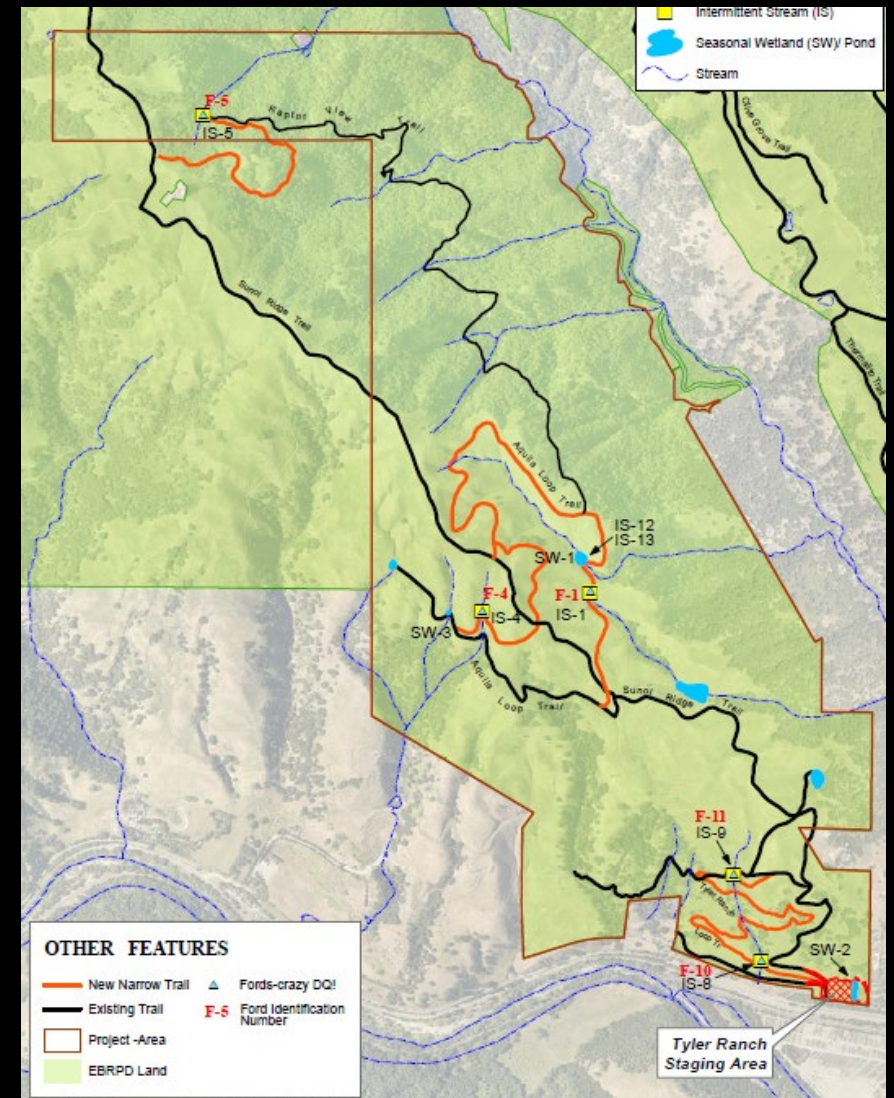 Intermittent Stream (IS)
Seasonal Wetland (SW)/ Pond
Stream
Olive Grove Trail
F-5
IS-5
Raptor View Trail
Sunol Ridge Trail
Thermalito Trail
Aquila Loop Trail
IS-12
IS-13
SW-1
F-4
IS-4
F-1
IS-1
SW-3
Aquila Loop Trail
Sunol Ridge Trail
F-11
IS-9
Tyler Ranch
Loop Tr
SW-2
F-10
IS-8
Tyler Ranch
Staging Area
OTHER FEATURES
New Narrow Trail
Fords-crazy DQ!
Existing Trail
F-5 Ford Identification
Number
Project -Area
EBRPD Land